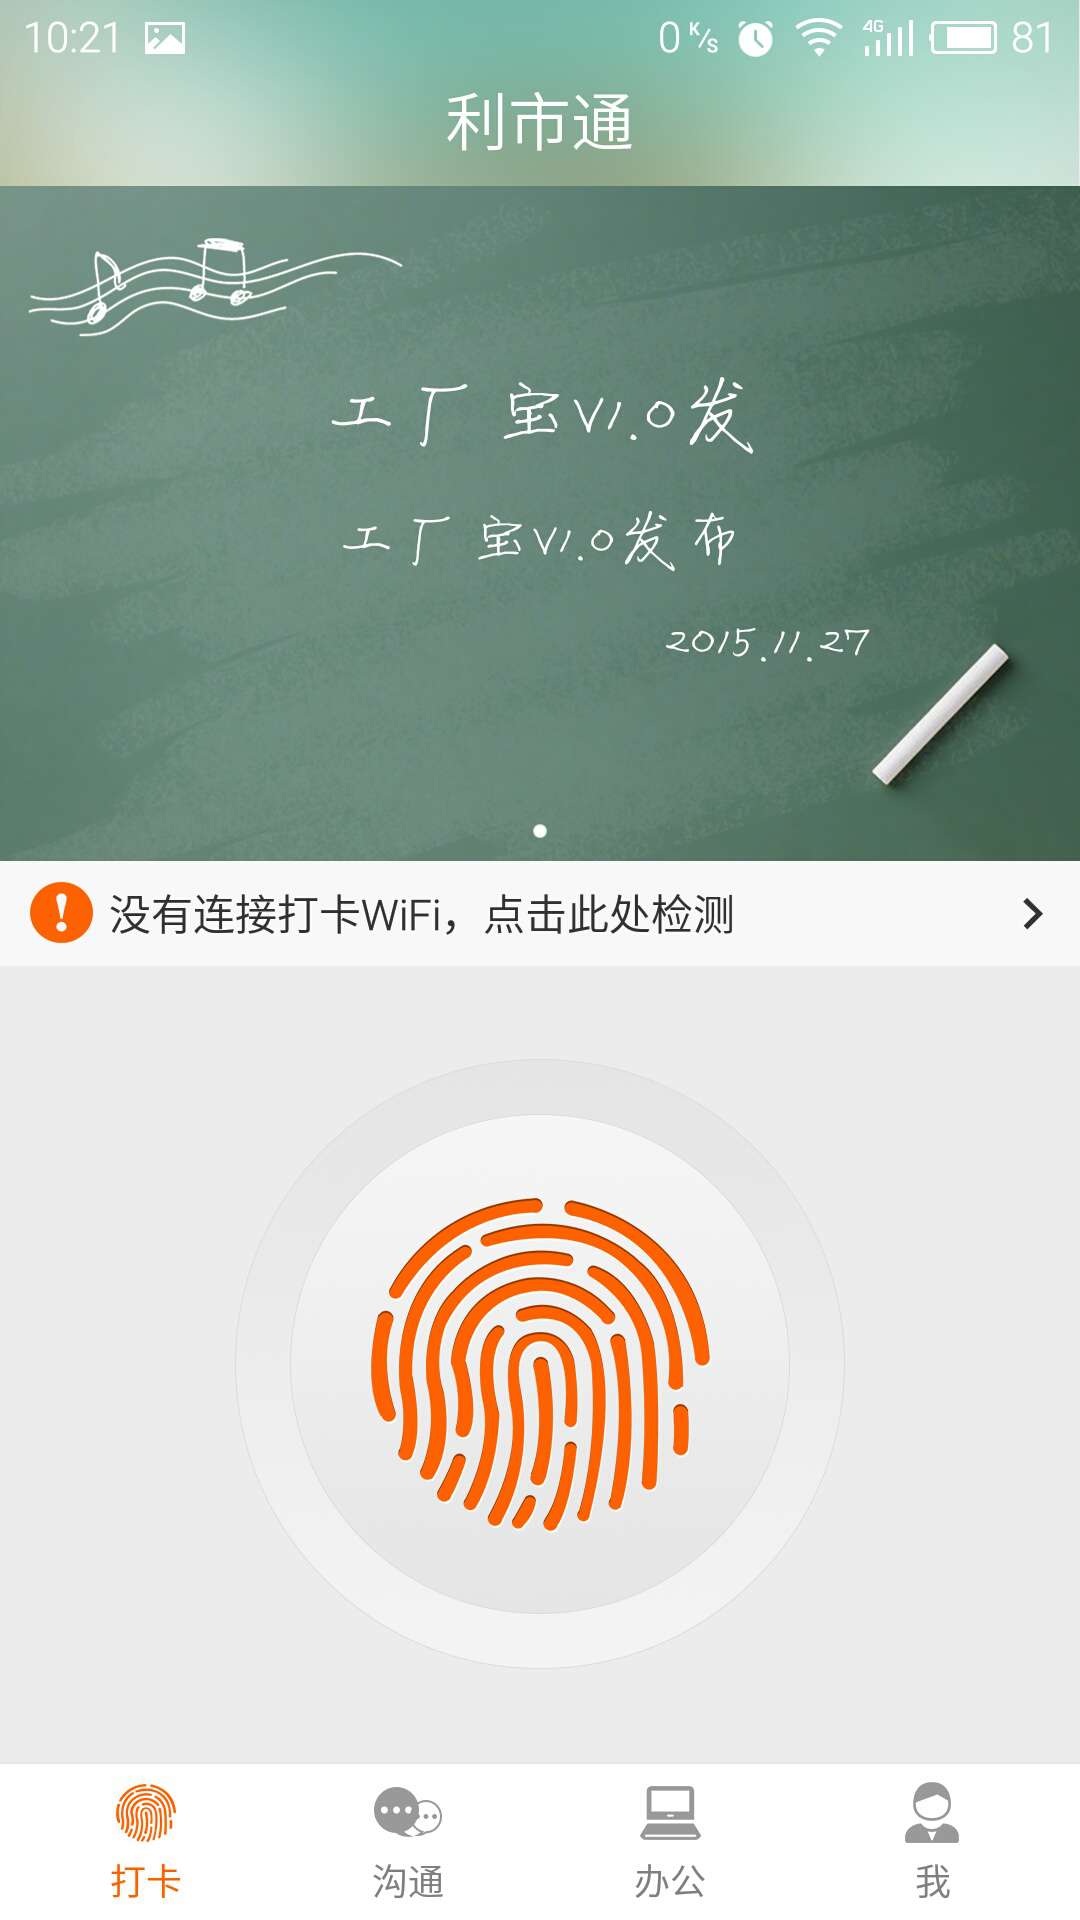 10:21
0 K/s 4G 81
利市通
工厂宝V1.0发
工厂宝V1.0发布
2015.11.27
没有连接打卡WiFi，点击此处检测
打卡 沟通 办公 我